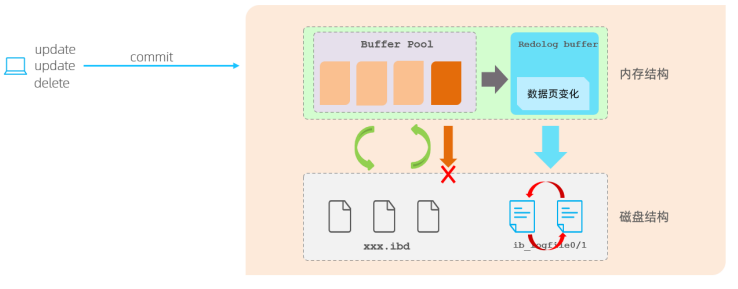 update
update
delete
commit
Buffer Pool
Redolog buffer
数据页变化
内存结构
xxx.ibd
ib_logfile0/1
磁盘结构